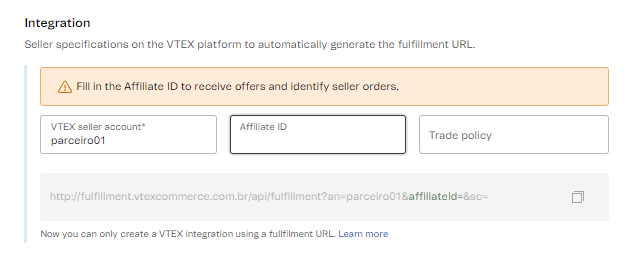 Integration
Seller specifications on the VTEX platform to automatically generate the fulfillment URL.
Fill in the Affiliate ID to receive offers and identify seller orders.
VTEX seller account*
parceiro01
Affiliate ID
Trade policy
http://fulfillment.vtexcommerce.com.br/api/fulfillment?an=parceiro01&affiliateId=&sc=
Now you can only create a VTEX integration using a fullfilment URL. Learn more